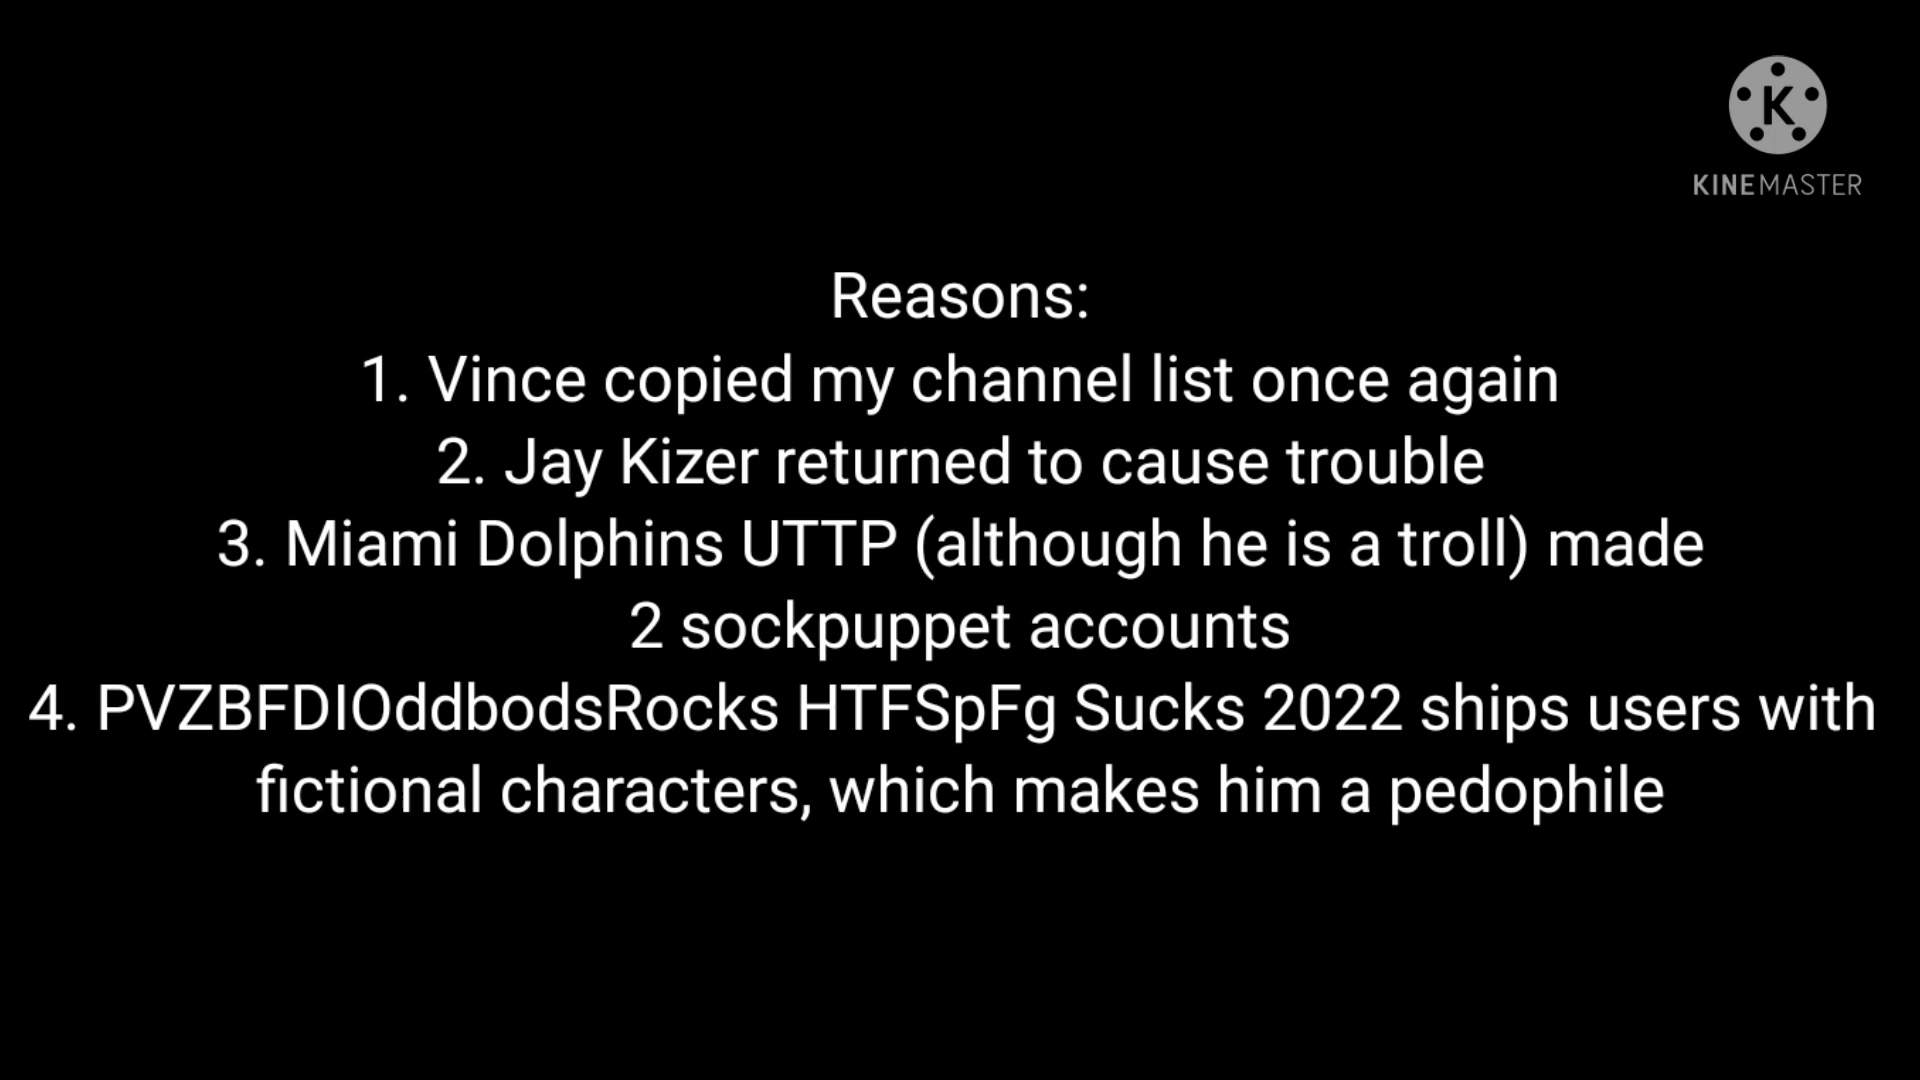 KINEMASTER
Reasons:
1. Vince copied my channel list once again
2. Jay Kizer returned to cause trouble
3. Miami Dolphins UTTP (although he is a troll) made
2 sockpuppet accounts
4. PVZBFDIOddbodsRocks HTFSpFg Sucks 2022 ships users with
fictional characters, which makes him a pedophile